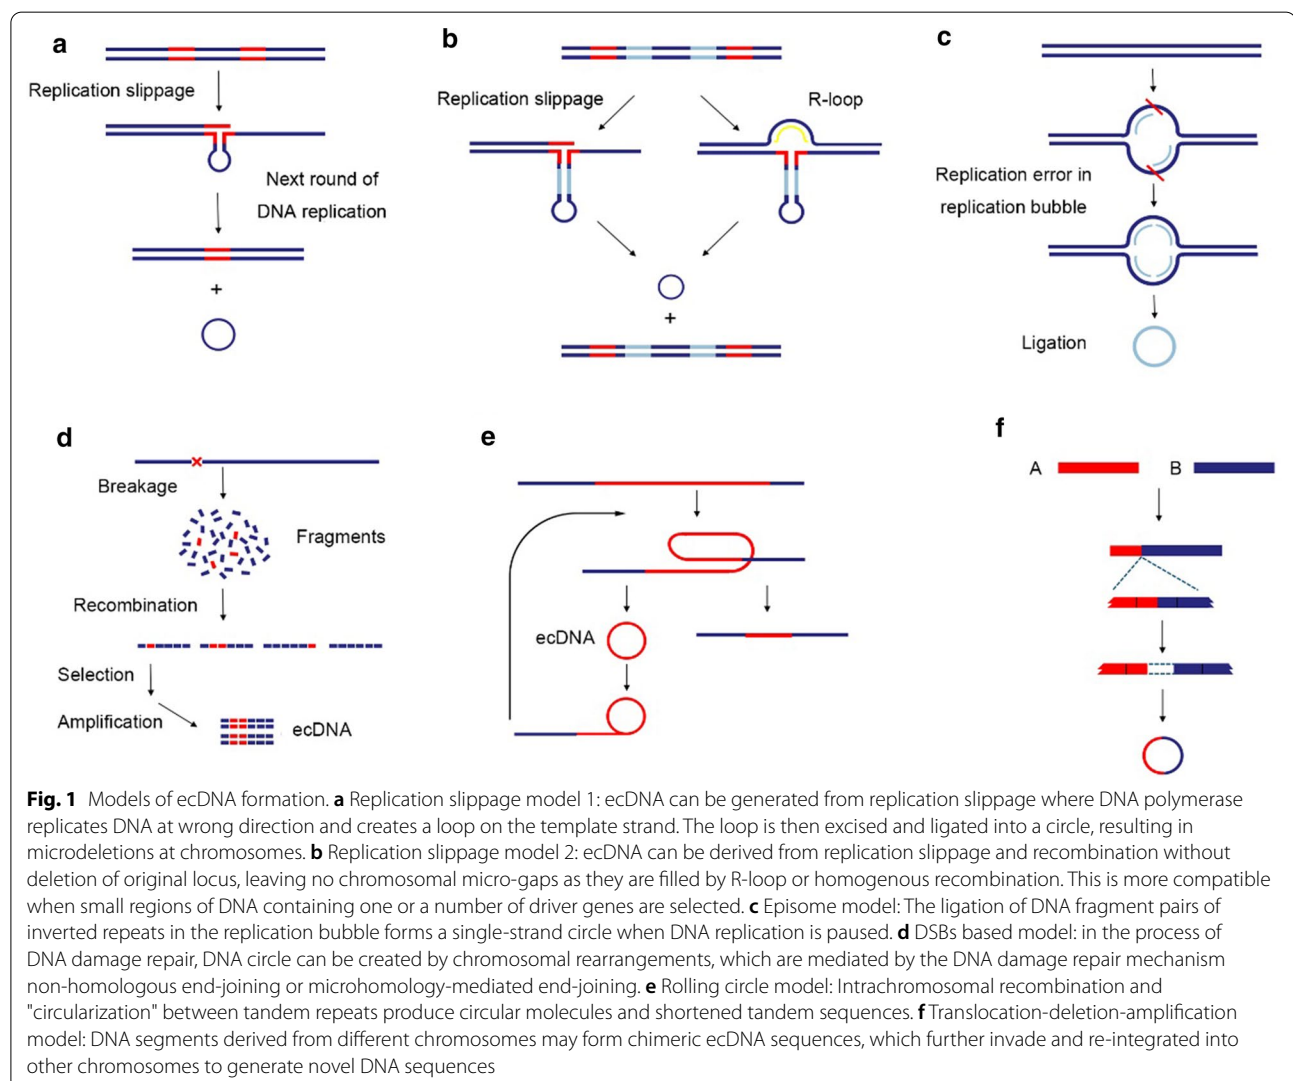 a
Replication slippage
Next round of
DNA replication
+
b
Replication slippage
R-loop
+
c
Replication error in
replication bubble
Ligation
d
Breakage
Fragments
Recombination
Selection
Amplification
ecDNA
e
ecDNA
f
A
B
Fig. 1 Models of ecDNA formation. a Replication slippage model 1: ecDNA can be generated from replication slippage where DNA polymerase
replicates DNA at wrong direction and creates a loop on the template strand. The loop is then excised and ligated into a circle, resulting in
microdeletions at chromosomes. b Replication slippage model 2: ecDNA can be derived from replication slippage and recombination without
deletion of original locus, leaving no chromosomal micro-gaps as they are filled by R-loop or homogenous recombination. This is more compatible
when small regions of DNA containing one or a number of driver genes are selected. c Episome model: The ligation of DNA fragment pairs of
inverted repeats in the replication bubble forms a single-strand circle when DNA replication is paused. d DSBs based model: in the process of
DNA damage repair, DNA circle can be created by chromosomal rearrangements, which are mediated by the DNA damage repair mechanism
non-homologous end-joining or microhomology-mediated end-joining. e Rolling circle model: Intrachromosomal recombination and
"circularization" between tandem repeats produce circular molecules and shortened tandem sequences. f Translocation-deletion-amplification
model: DNA segments derived from different chromosomes may form chimeric ecDNA sequences, which further invade and re-integrated into
other chromosomes to generate novel DNA sequences